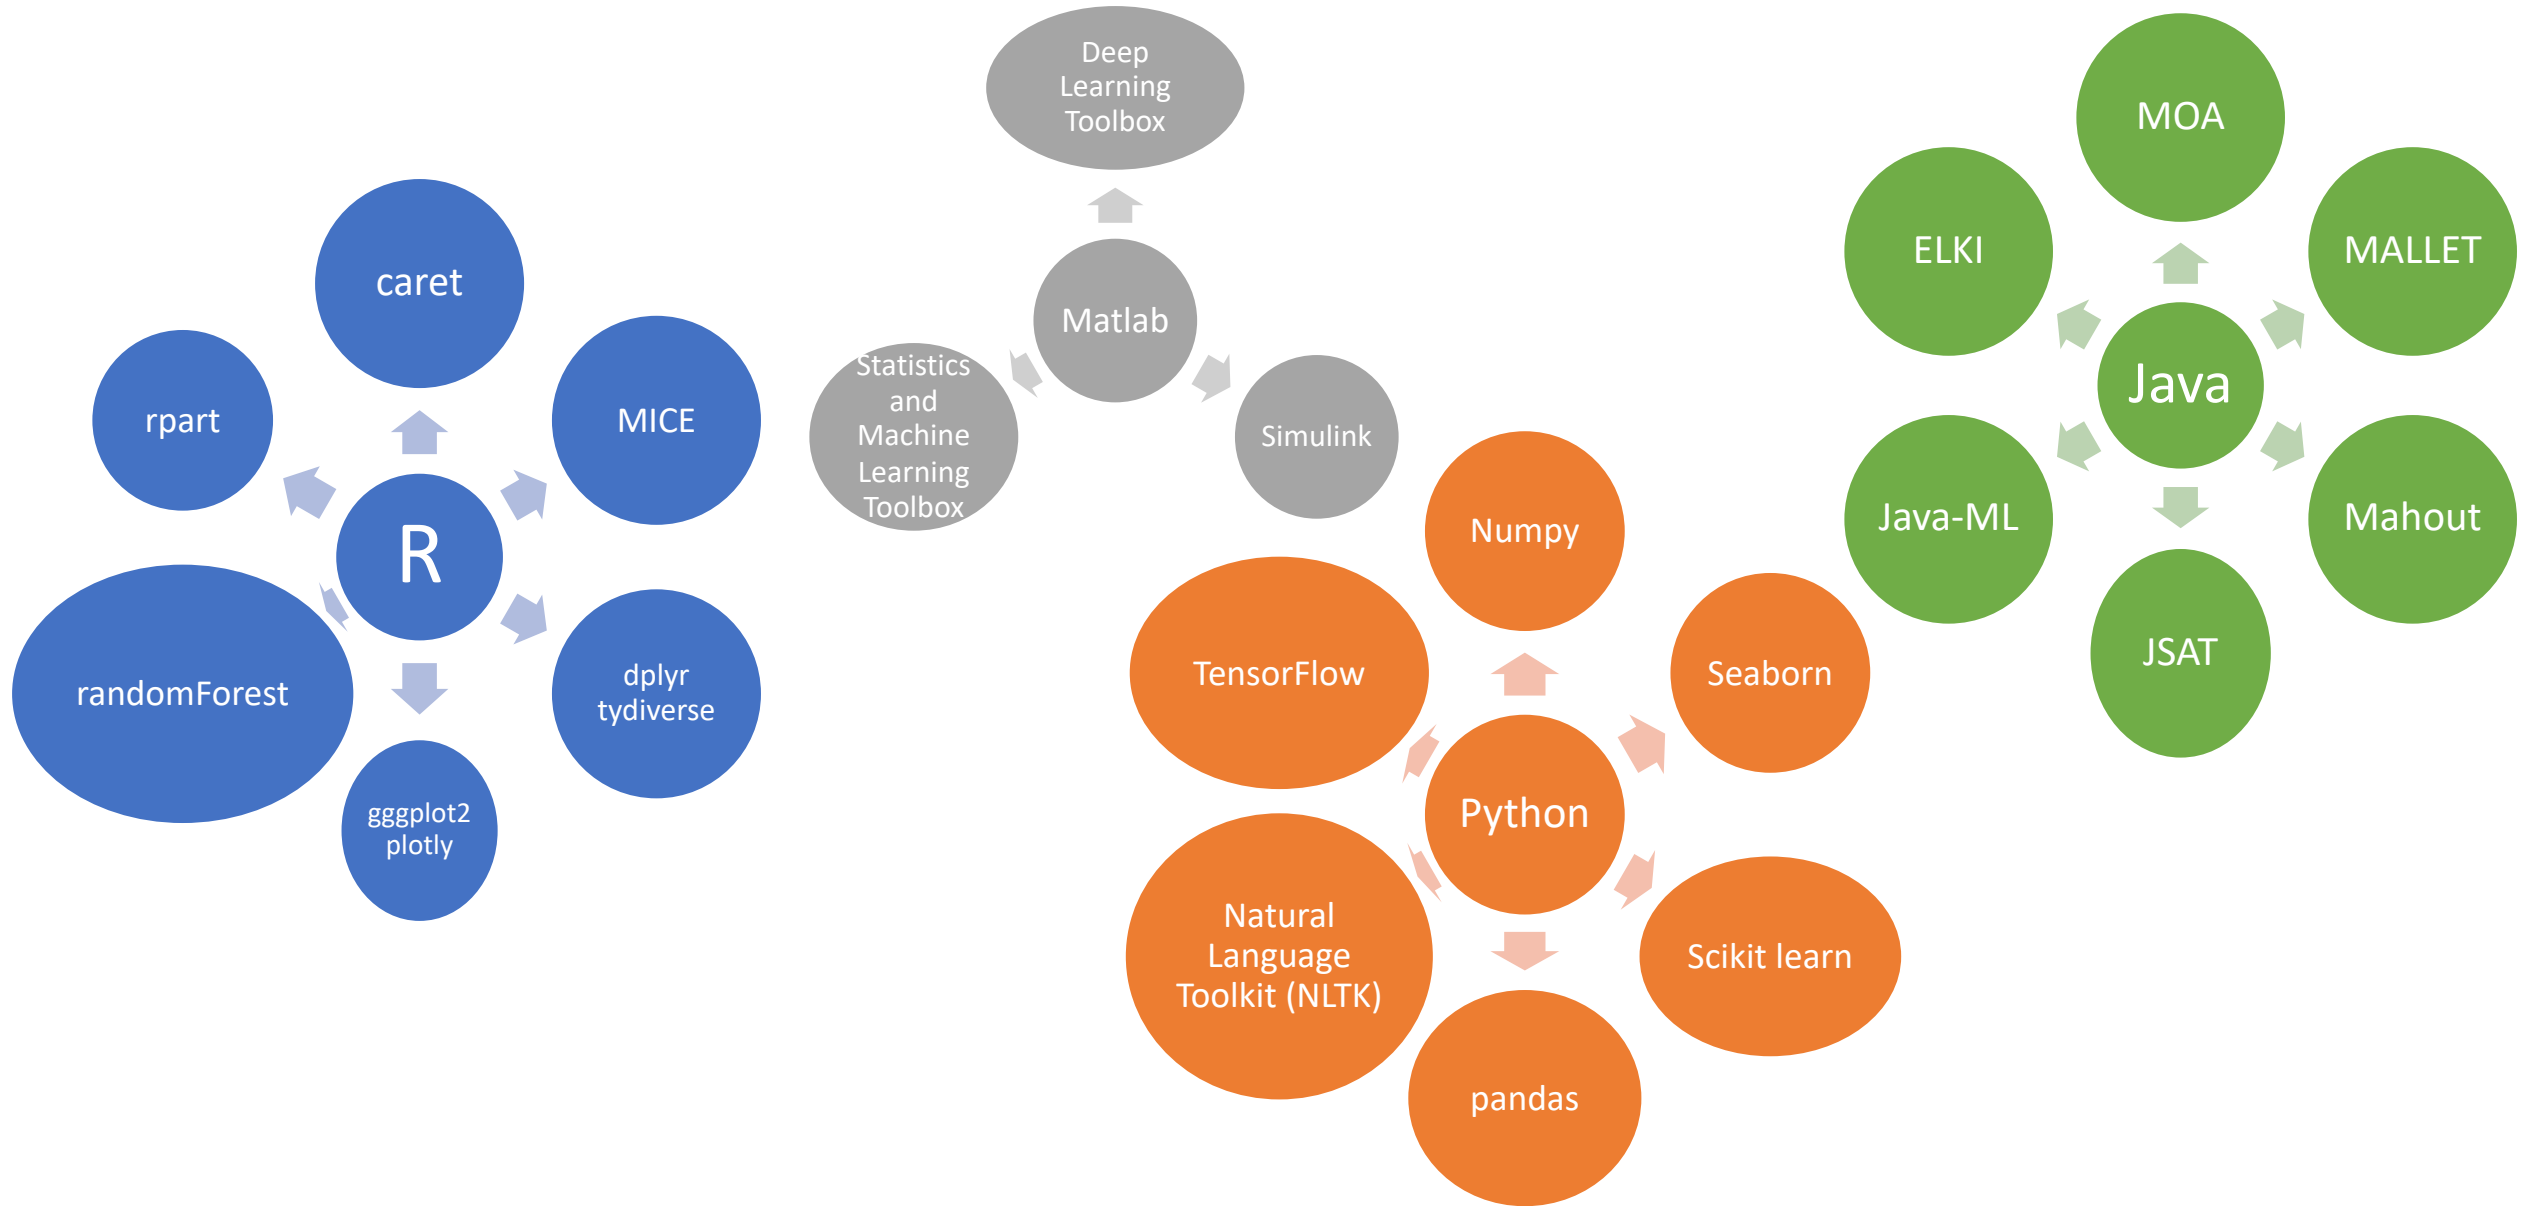 caret
rpart
MICE
R
randomForest
dplyr
tydiverse
gggplot2
plotly
Deep
Learning
Toolbox
Matlab
Statistics
and
Machine
Learning
Toolbox
Simulink
Numpy
TensorFlow
Seaborn
Python
Natural
Language
Toolkit (NLTK)
Scikit learn
pandas
MOA
ELKI
MALLET
Java
Java-ML
Mahout
JSAT